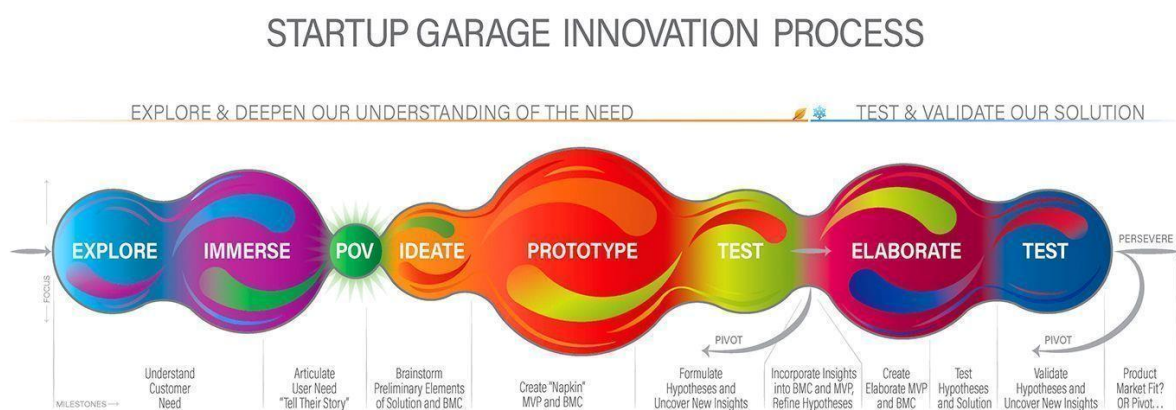 STARTUP GARAGE INNOVATION PROCESS
EXPLORE & DEEPEN OUR UNDERSTANDING OF THE NEED
TEST & VALIDATE OUR SOLUTION
FOCUS
EXPLORE
IMMERSE
POV
IDEATE
PROTOTYPE
TEST
ELABORATE
TEST
PERSEVERE
PIVOT
PIVOT
MILESTONES
Understand
Customer
Need
Articulate
User Need
"Tell Their Story"
Brainstorm
Preliminary Elements
of Solution and BMC
Create "Napkin"
MVP and BMC
Formulate
Hypotheses and
Uncover New Insights
Incorporate Insights
into BMC and MVP,
Refine Hypotheses
Create
Elaborate MVP
and BMC
Test
Hypotheses
and Solution
Validate
Hypotheses and
Uncover New Insights
Product
Market Fit?
OR Pivot...